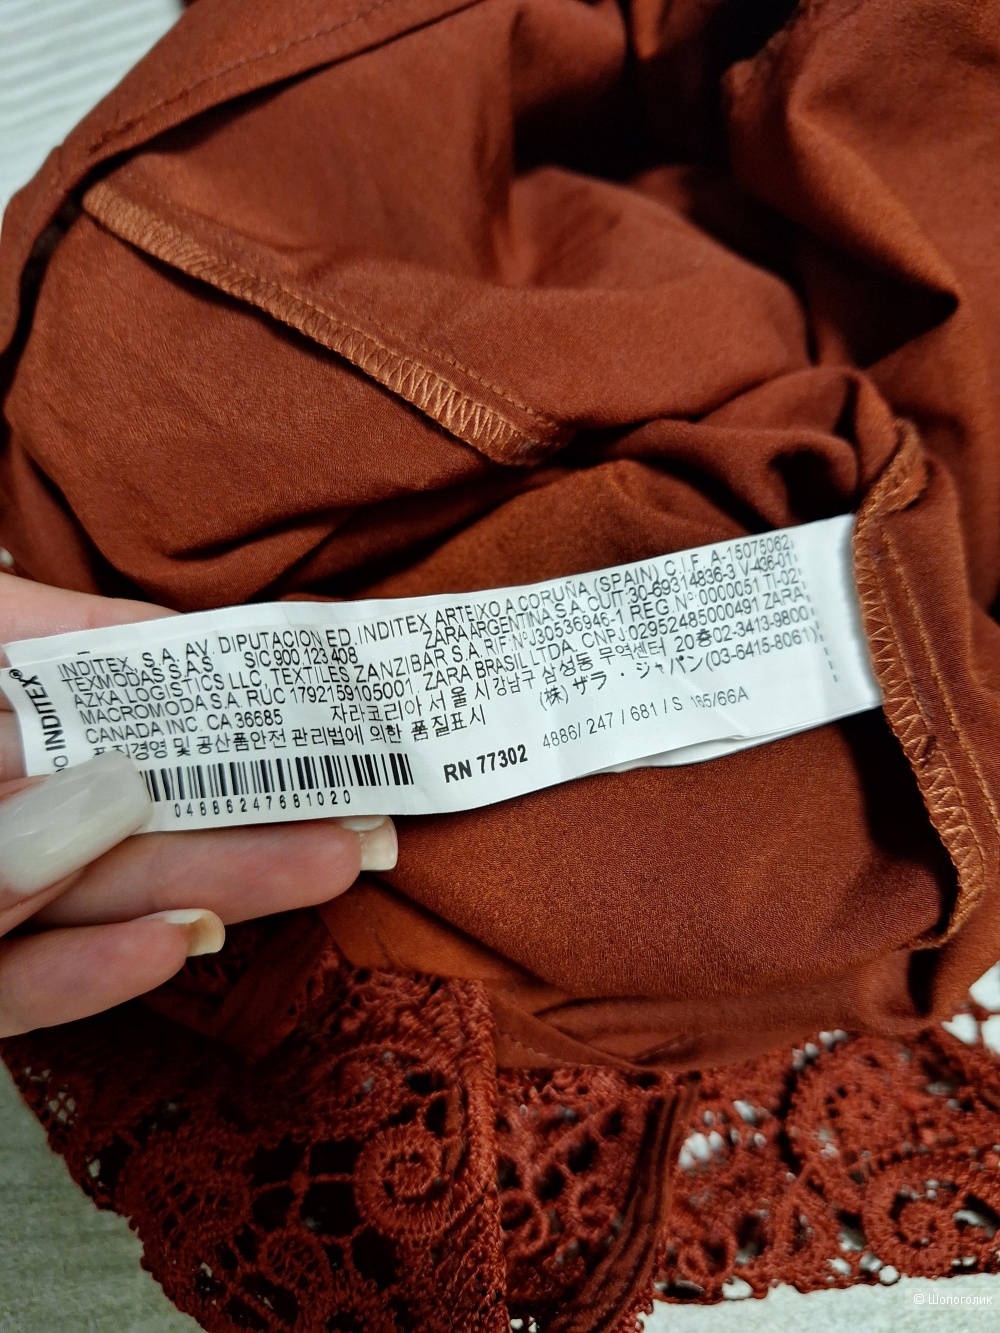 INDITEX, S.A. AV. DIPUTACION ED. INDITEX ARTEIXO A CORUÑA (SPAIN) C.I.F. A-15075062
TEXMODAS S.A.S. SIC 900.123.408 ZARA ARGENTINA S.A. CUIT 30-69314836-3 V-436-01
AZKA LOGISTICS LLC, TEXTILES ZANZIBAR S.A. RIF. Nº J30536946-1 REG.Nº 0000051 TI-02
MACROMODA S.A. RUC 1792159105001, ZARA BRASIL LTDA. CNPJ 02952485000491 ZARA
CANADA INC. CA 36685 자라코리아 서울시 강남구 삼성동 무역센터 20층 02-3413-9800
품질경영 및 공산품안전 관리법에 의한 품질표시 (株) ザラ・ジャパン(03-6415-8061)
INDITEX®
RN 77302 4886/ 247 / 681 / S 165/66A
04886247681020
© Шопоголик